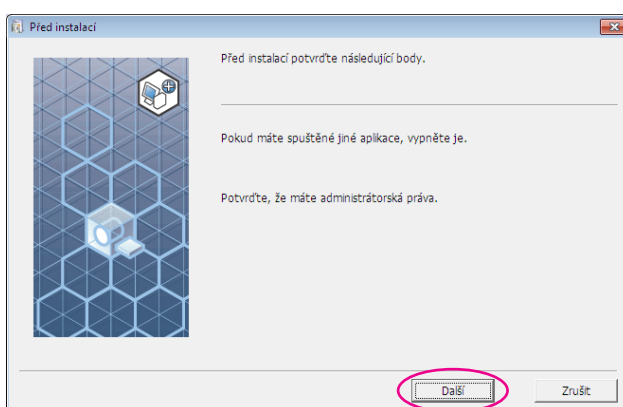 Před instalací
Před instalací potvrďte následující body.
Pokud máte spuštěné jiné aplikace, vypněte je.
Potvrďte, že máte administrátorská práva.
Další
Zrušit